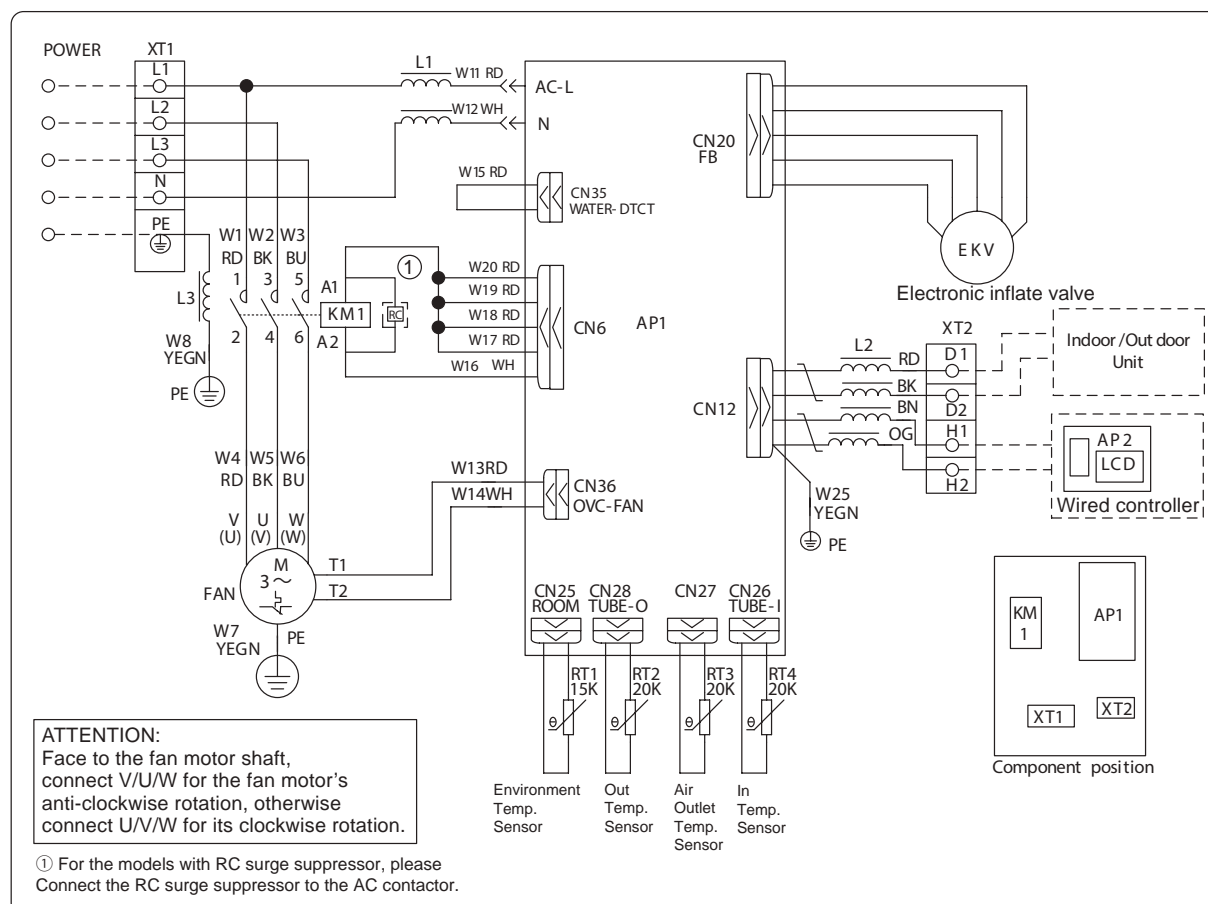 POWER
XT1
L1
L2
L3
N
PE
L1
W11 RD
AC-L
W12 WH
N
W15 RD
CN35
WATER-DTCT
CN20
FB
EKV
Electronic inflate valve
W1 W2 W3
RD BK BU
1 3 5
2 4 6
L3
W8
YEGN
PE
A1
KM1
A2
RC
①
W20 RD
W19 RD
W18 RD
W17 RD
W16 WH
CN6
AP1
CN12
L2
RD
BK
BN
OG
XT2
D1
D2
H1
H2
Indoor/Out door
Unit
AP2
LCD
Wired controller
W25
YEGN
PE
W4 W5 W6
RD BK BU
V U W
(U) (V) (W)
M
3~
FAN
T1
T2
W7
YEGN
PE
W13RD
W14WH
CN36
OVC-FAN
CN25
ROOM
CN28
TUBE-O
CN27
CN26
TUBE-I
RT1
15K
RT2
20K
RT3
20K
RT4
20K
θ
θ
θ
θ
Environment
Temp.
Sensor
Out
Temp.
Sensor
Air
Outlet
Temp.
Sensor
In
Temp.
Sensor
KM
1
AP1
XT1
XT2
Component position
ATTENTION:
Face to the fan motor shaft,
connect V/U/W for the fan motor's
anti-clockwise rotation, otherwise
connect U/V/W for its clockwise rotation.
① For the models with RC surge suppressor, please
Connect the RC surge suppressor to the AC contactor.